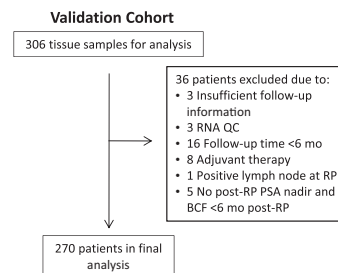 Validation Cohort
306 tissue samples for analysis
36 patients excluded due to:
• 3 Insufficient follow-up
information
• 3 RNA QC
• 16 Follow-up time <6 mo
• 8 Adjuvant therapy
• 1 Positive lymph node at RP
• 5 No post-RP PSA nadir and
BCF <6 mo post-RP
270 patients in final
analysis